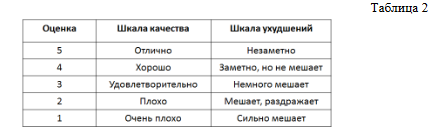 Таблица 2
Оценка Шкала качества Шкала ухудшений
5 Отлично Незаметно
4 Хорошо Заметно, но не мешает
3 Удовлетворительно Немного мешает
2 Плохо Мешает, раздражает
1 Очень плохо Сильно мешает